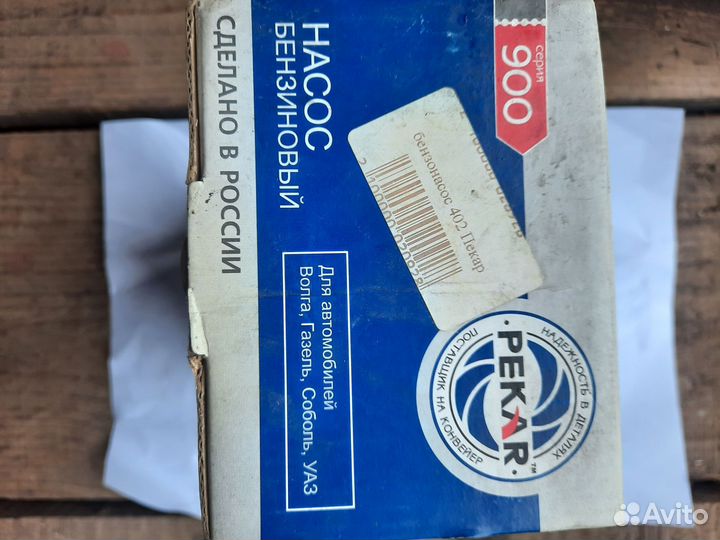 серия
900
НАСОС
БЕНЗИНОВЫЙ
СДЕЛАНО В РОССИИ
бензонасос 402 Пекар
Для автомобилей
Волга, Газель, Соболь, УАЗ
НАДЕЖНОСТЬ В ДЕТАЛЯХ
·PEKAR·™
ПОСТАВЩИК НА КОНВЕЙЕР
Avito